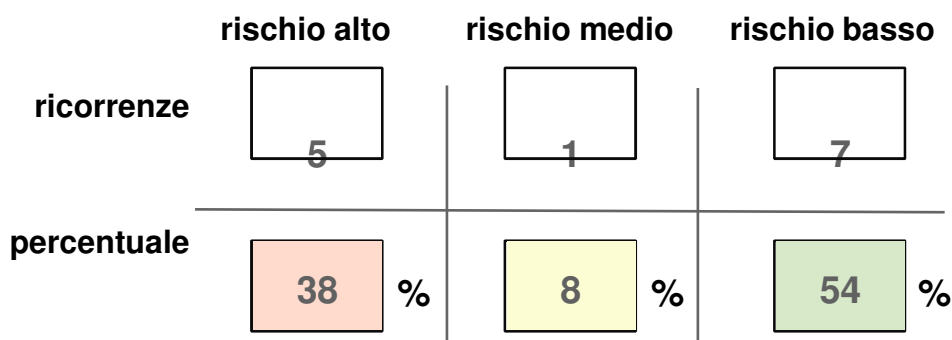 rischio alto rischio medio rischio basso
ricorrenze
5 1 7
percentuale
38 % 8 % 54 %